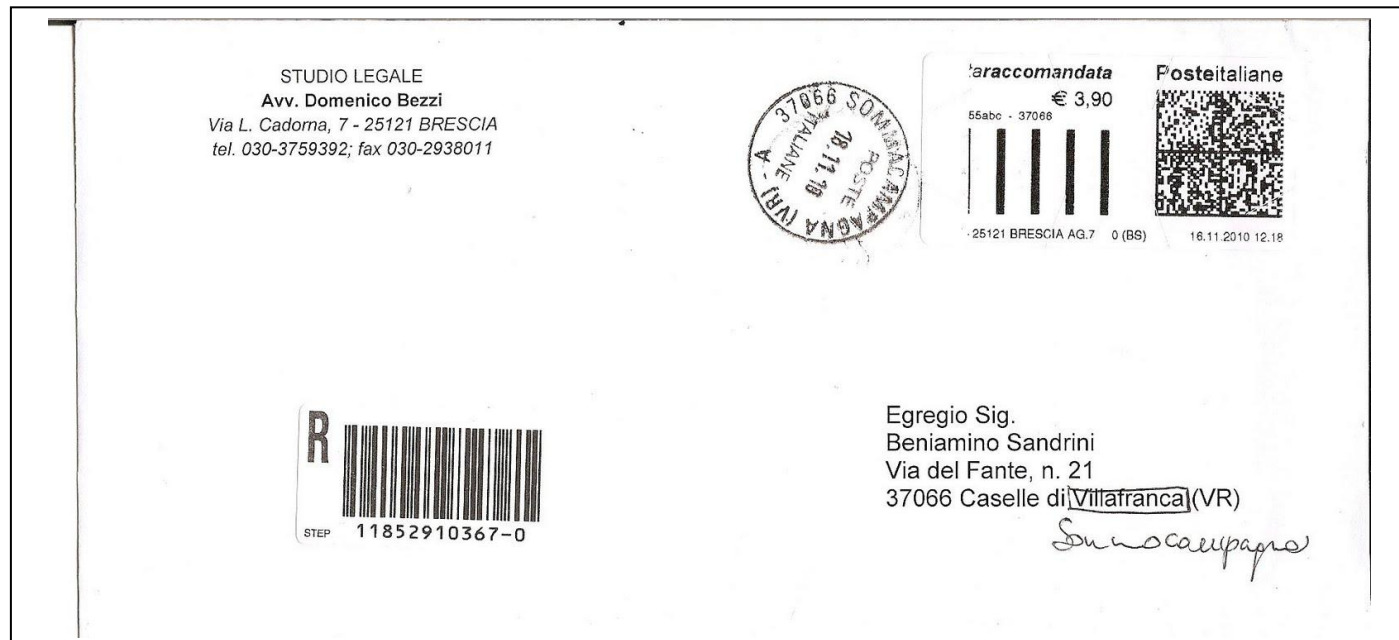 STUDIO LEGALE
Avv. Domenico Bezzi
Via L. Cadorna, 7 - 25121 BRESCIA
tel. 030-3759392; fax 030-2938011
37066 SOMMACAMPAGNA (VR) - A
POSTE
ITALIANE
18.11.10
araccomandata
€ 3,90
55abc - 37066
- 25121 BRESCIA AG.7 0 (BS)
Posteitaliane
16.11.2010 12.18
R
STEP 11852910367-0
Egregio Sig.
Beniamino Sandrini
Via del Fante, n. 21
37066 Caselle di Villafranca (VR)
Sommacampagna